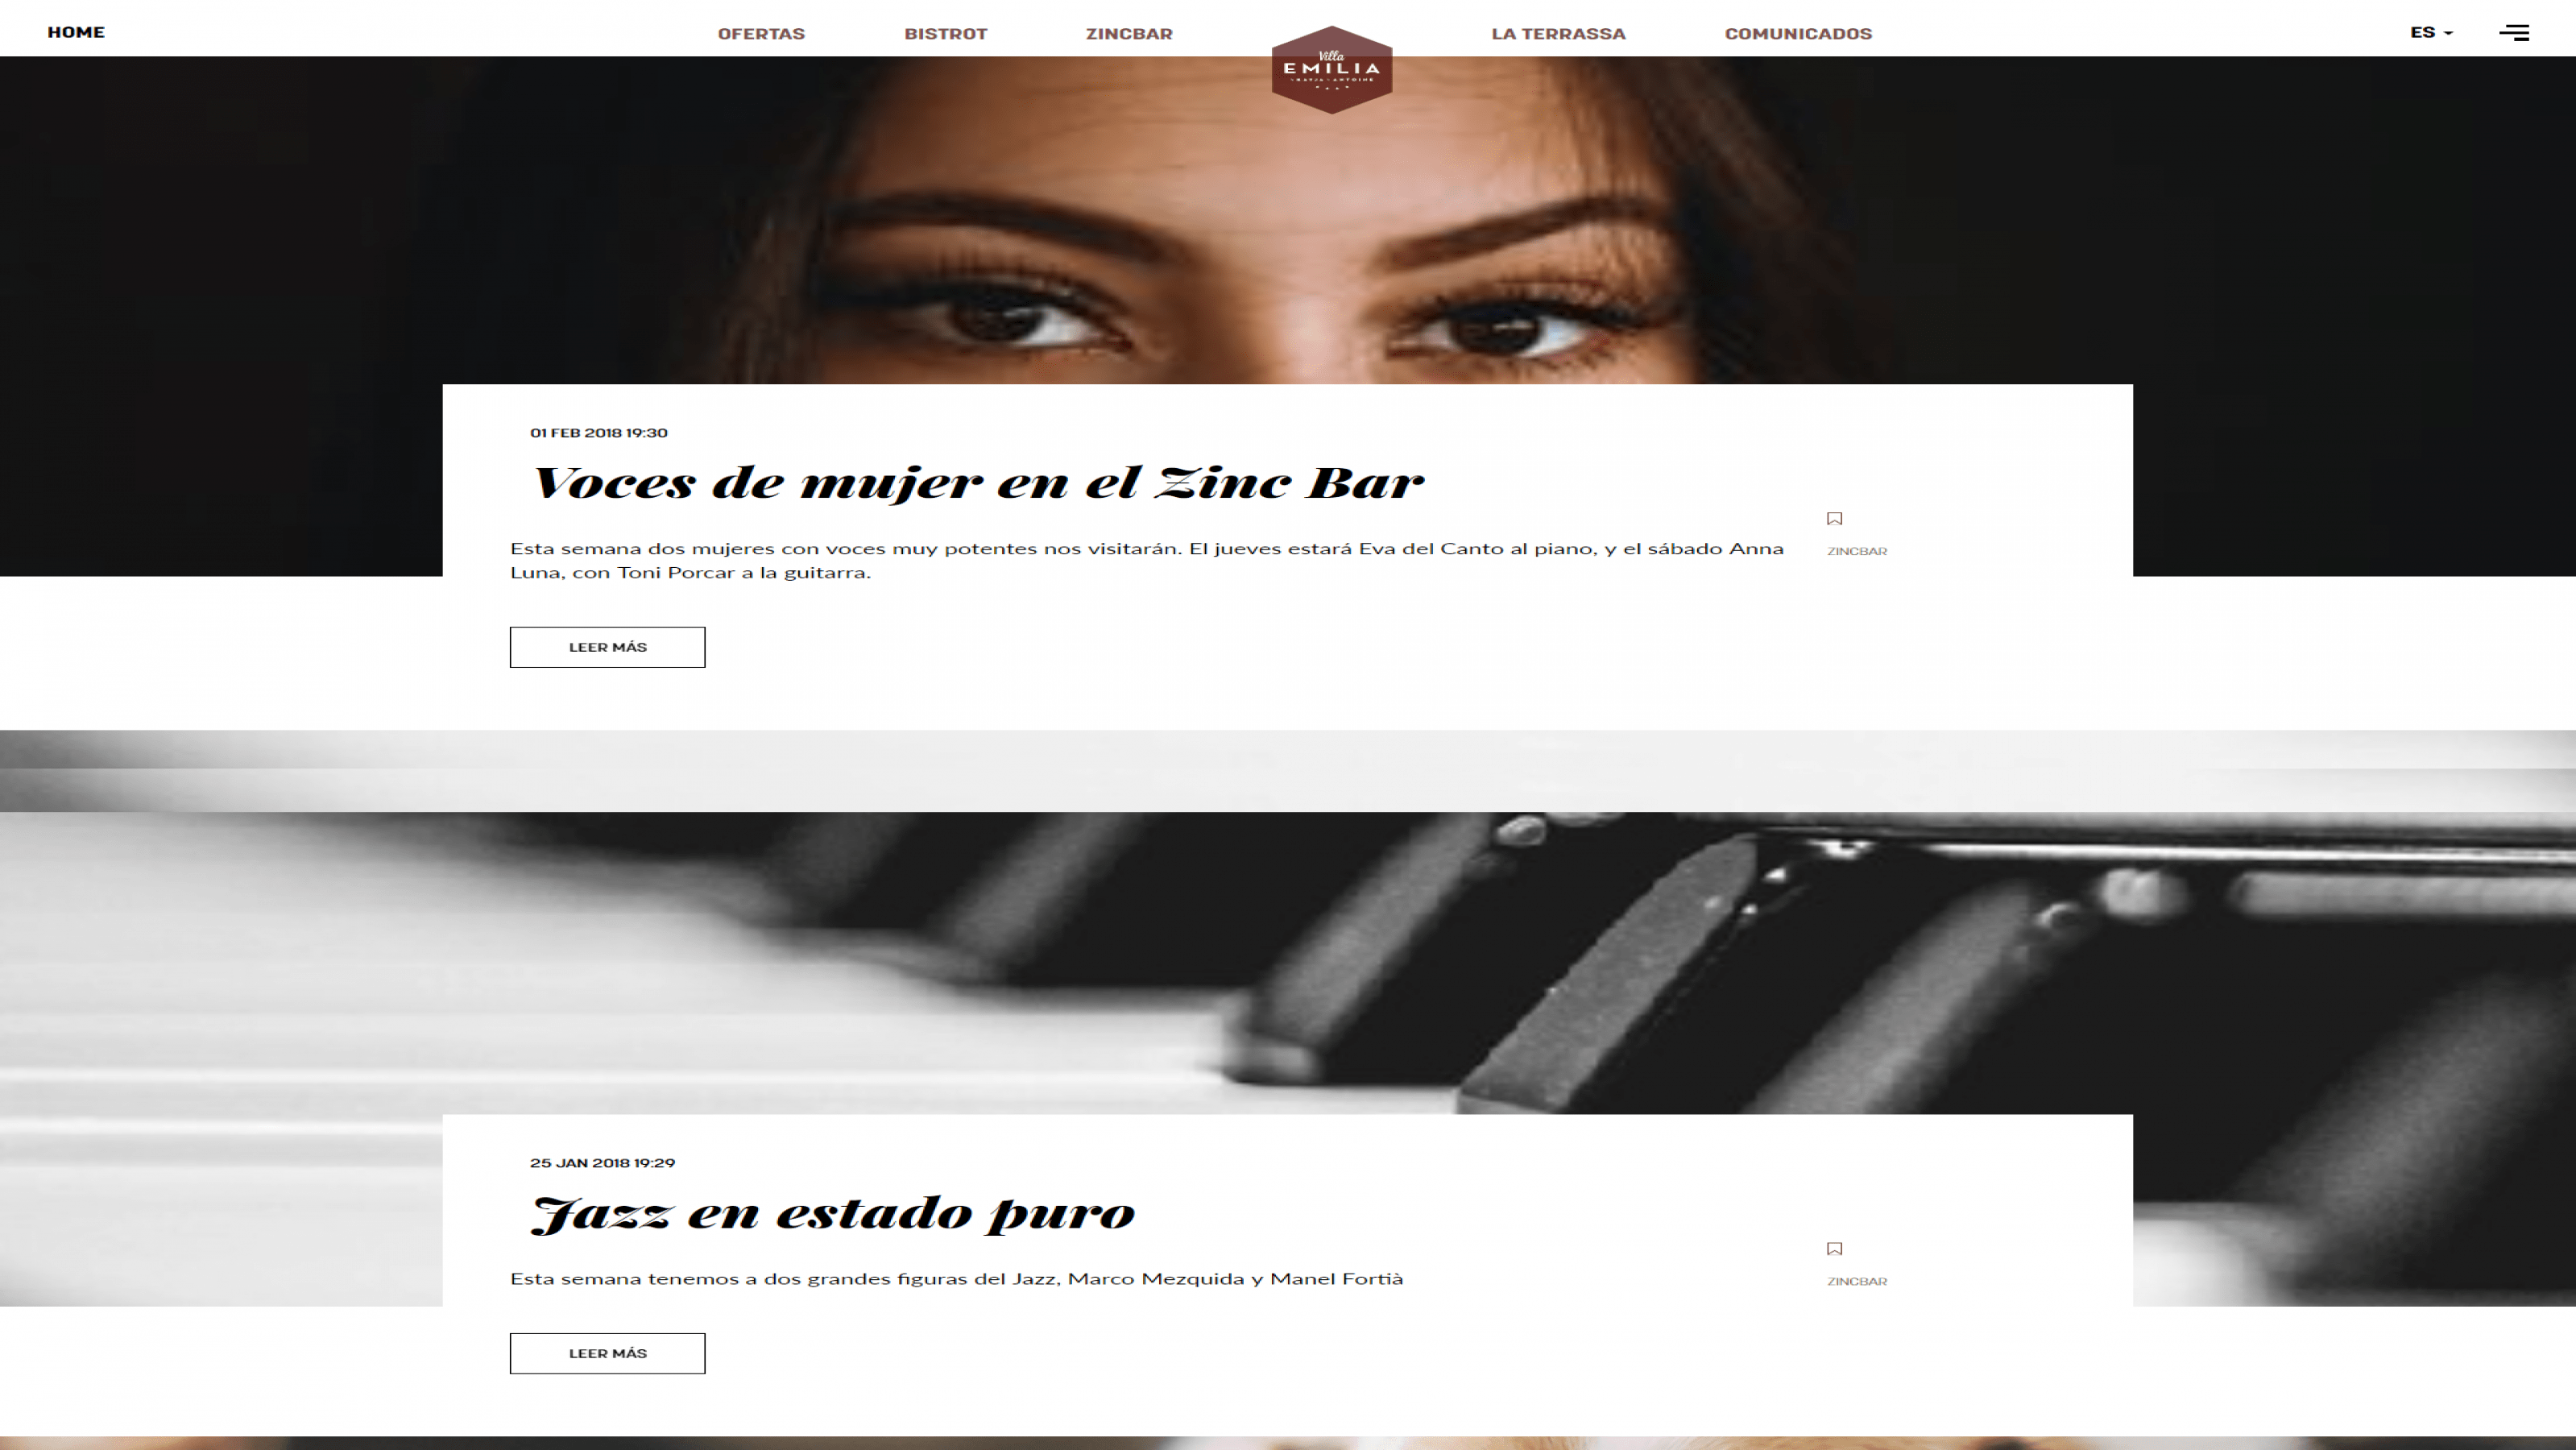 HOME
OFERTAS
BISTROT
ZINCBAR
Villa
EMILIA
LA TERRASSA
COMUNICADOS
ES
01 FEB 2018 19:30
Voces de mujer en el Zinc Bar
Esta semana dos mujeres con voces muy potentes nos visitarán. El jueves estará Eva del Canto al piano, y el sábado Anna
Luna, con Toni Porcar a la guitarra.
ZINCBAR
LEER MÁS
25 JAN 2018 19:29
Jazz en estado puro
Esta semana tenemos a dos grandes figuras del Jazz, Marco Mezquida y Manel Fortià
ZINCBAR
LEER MÁS